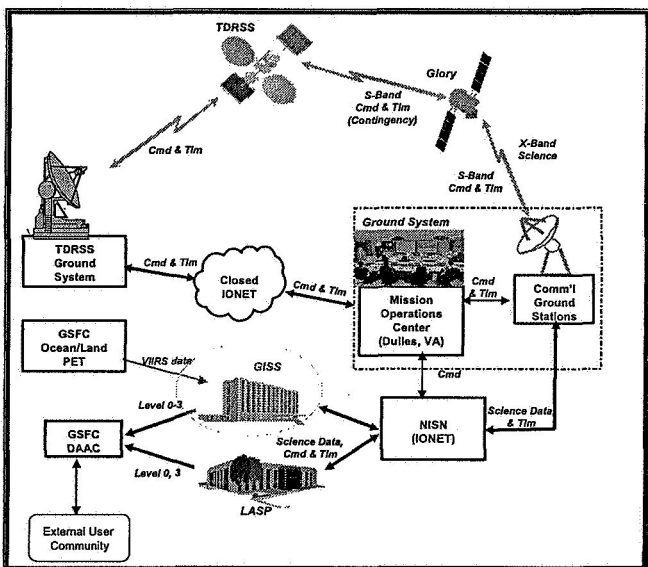 TDRSS
Glory
S-Band
Cmd & Tlm
(Contingency)
X-Band
Science
Cmd & Tlm
S-Band
Cmd & Tlm
Ground System
TDRSS
Ground
System
Cmd & Tlm
Closed
IONET
Cmd & Tlm
Mission
Operations
Center
(Dulles, VA)
Cmd
& Tlm
Comm'l
Ground
Stations
GSFC
Ocean/Land
PET
VIIRS data
GISS
Cmd
Level 0-3
NISN
(IONET)
Science Data,
& Tlm
GSFC
DAAC
Science Data,
Cmd & Tlm
Level 0, 3
LASP
External User
Community